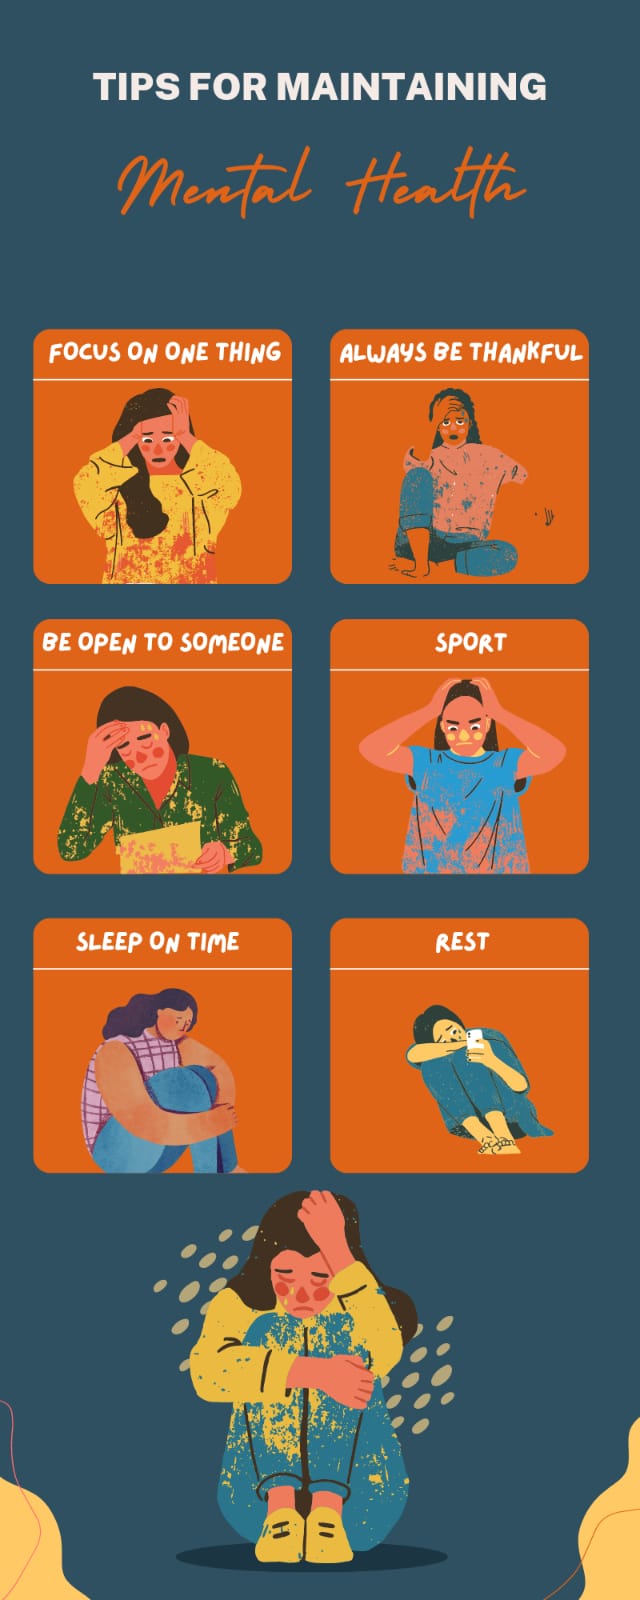 TIPS FOR MAINTAINING
Mental Health
FOCUS ON ONE THING
ALWAYS BE THANKFUL
BE OPEN TO SOMEONE
SPORT
SLEEP ON TIME
REST